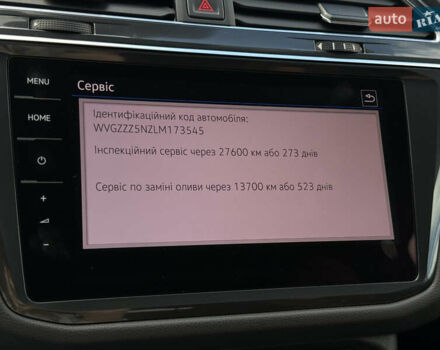 auto RIA
MENU
Сервіс
Ідентифікаційний код автомобіля:
HOME
WVGZZZ5NZLM173545
Інспекційний сервіс через 27600 км або 273 днів
Сервіс по заміні оливи через 13700 км або 523 днів
+
-